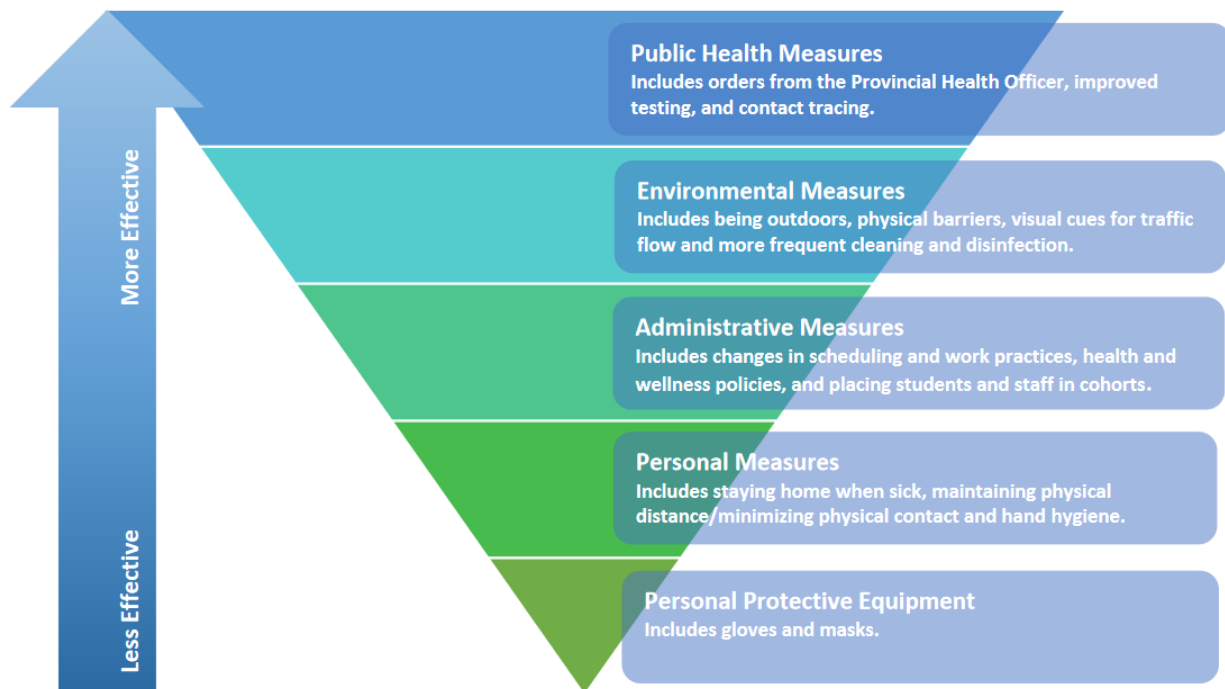 More Effective
Less Effective
Public Health Measures
Includes orders from the Provincial Health Officer, improved
testing, and contact tracing.
Environmental Measures
Includes being outdoors, physical barriers, visual cues for traffic
flow and more frequent cleaning and disinfection.
Administrative Measures
Includes changes in scheduling and work practices, health and
wellness policies, and placing students and staff in cohorts.
Personal Measures
Includes staying home when sick, maintaining physical
distance/minimizing physical contact and hand hygiene.
Personal Protective Equipment
Includes gloves and masks.